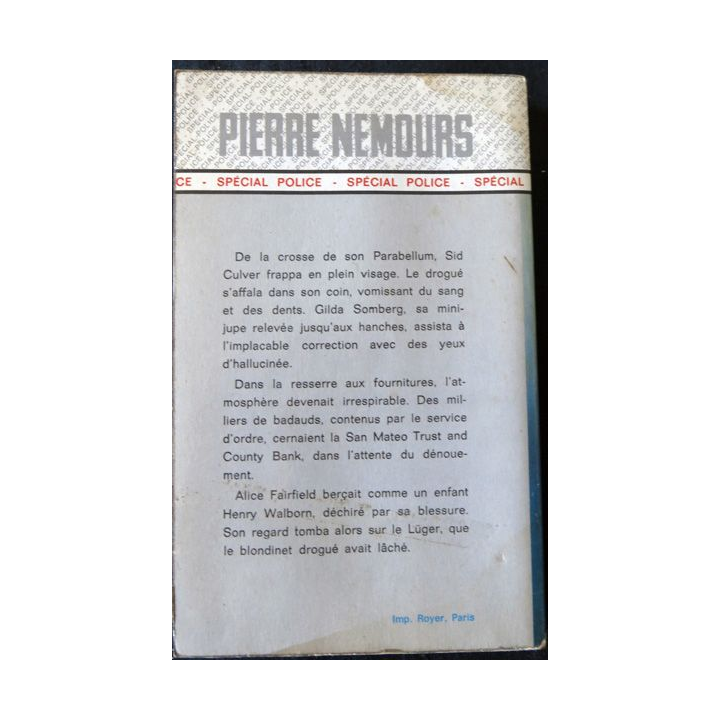 PIERRE NEMOURS
CE - SPÉCIAL POLICE - SPÉCIAL POLICE - SPÉCIAL
De la crosse de son Parabellum, Sid
Culver frappa en plein visage. Le drogué
s'affala dans son coin, vomissant du sang
et des dents. Gilda Somberg, sa mini-
jupe relevée jusqu'aux hanches, assista à
l'implacable correction avec des yeux
d'hallucinée.
Dans la resserre aux fournitures, l'at-
mosphère devenait irrespirable. Des mil-
liers de badauds, contenus par le service
d'ordre, cernaient la San Mateo Trust and
County Bank, dans l'attente du dénoue-
ment.
Alice Fairfield berçait comme un enfant
Henry Walborn, déchiré par sa blessure.
Son regard tomba alors sur le Lüger, que
le blondinet drogué avait lâché.
Imp. Royer, Paris